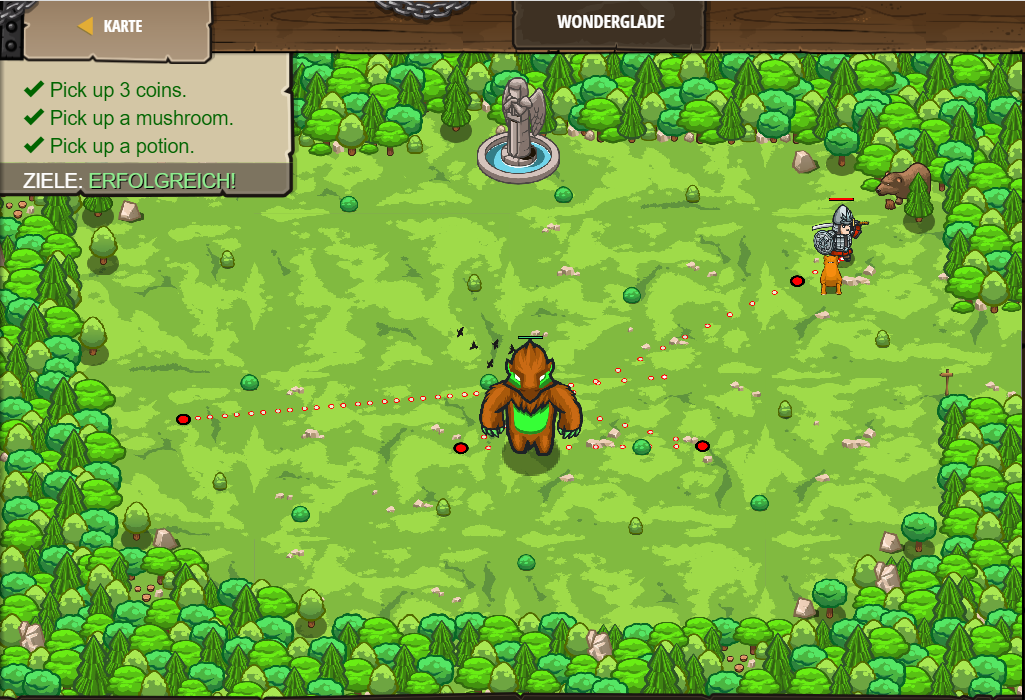 KARTE
WONDERGLADE
Pick up 3 coins.
Pick up a mushroom.
Pick up a potion.
ZIELE: ERFOLGREICH!